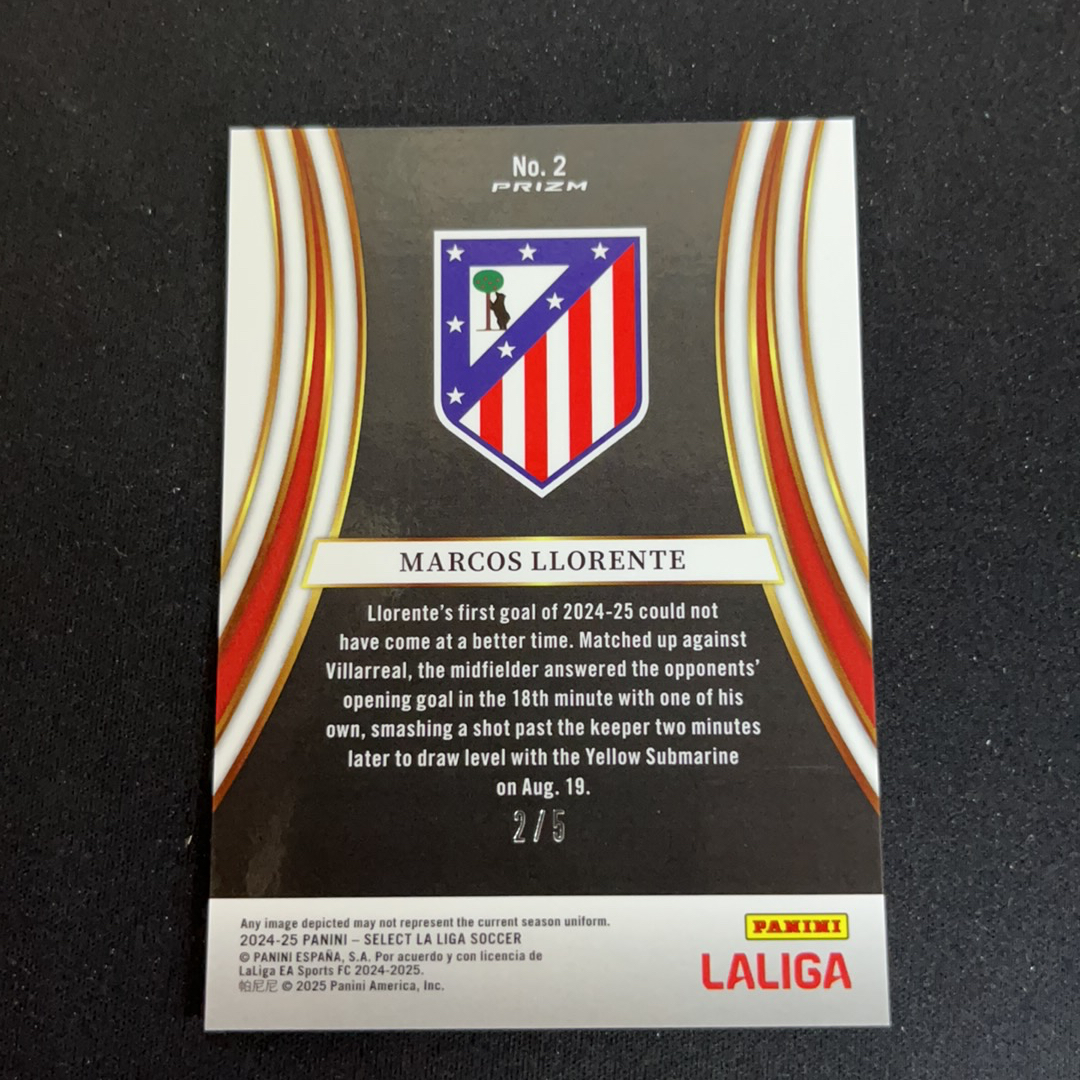 No. 2
PRIZM
MARCOS LLORENTE
Llorente's first goal of 2024-25 could not
have come at a better time. Matched up against
Villarreal, the midfielder answered the opponents'
opening goal in the 18th minute with one of his
own, smashing a shot past the keeper two minutes
later to draw level with the Yellow Submarine
on Aug. 19.
2/5
Any image depicted may not represent the current season uniform.
2024-25 PANINI – SELECT LA LIGA SOCCER
© PANINI ESPAÑA, S.A. Por acuerdo y con licencia de
LaLiga EA Sports FC 2024-2025.
帕尼尼 © 2025 Panini America, Inc.
PANINI
LALIGA